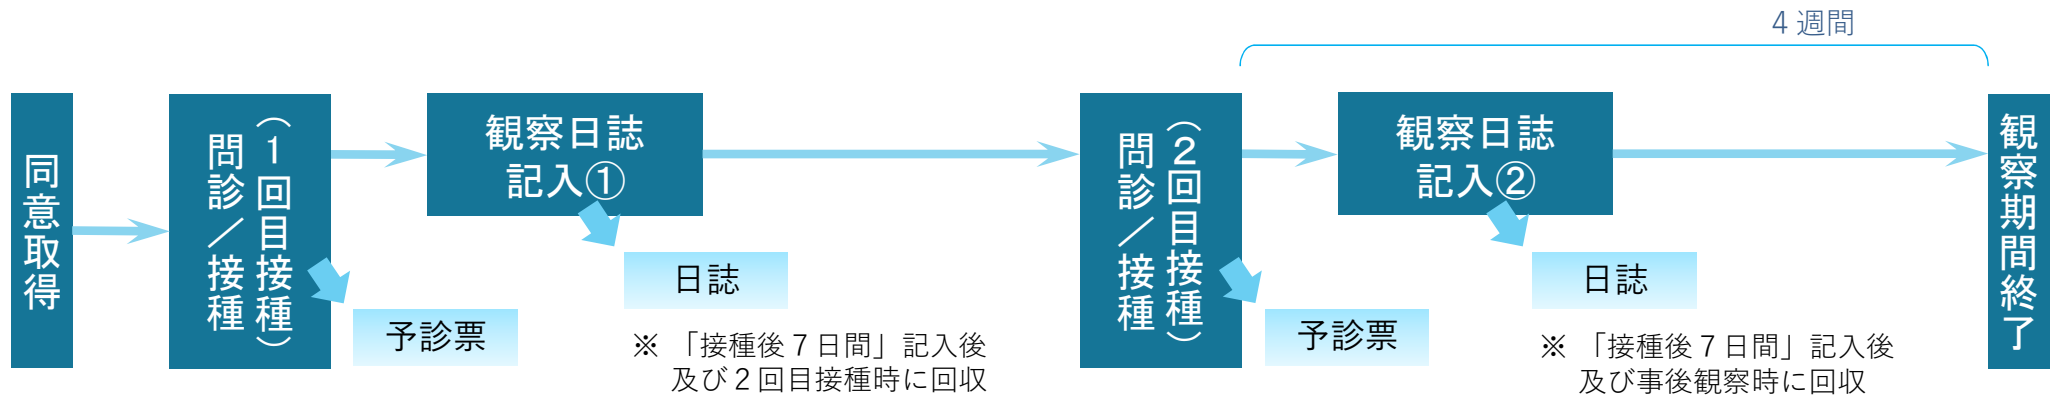 4週間
同意取得
(1回目接種)
問診/接種
予診票
観察日誌
記入①
日誌
※ 「接種後7日間」記入後
及び2回目接種時に回収
(2回目接種)
問診/接種
予診票
観察日誌
記入②
日誌
※ 「接種後7日間」記入後
及び事後観察時に回収
観察期間終了